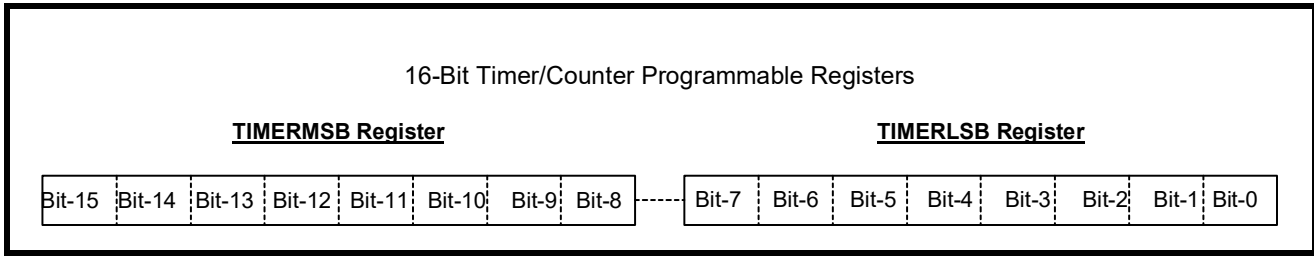 16-Bit Timer/Counter Programmable Registers
TIMERMSB Register TIMERLSB Register
Bit-15 Bit-14 Bit-13 Bit-12 Bit-11 Bit-10 Bit-9 Bit-8 Bit-7 Bit-6 Bit-5 Bit-4 Bit-3 Bit-2 Bit-1 Bit-0